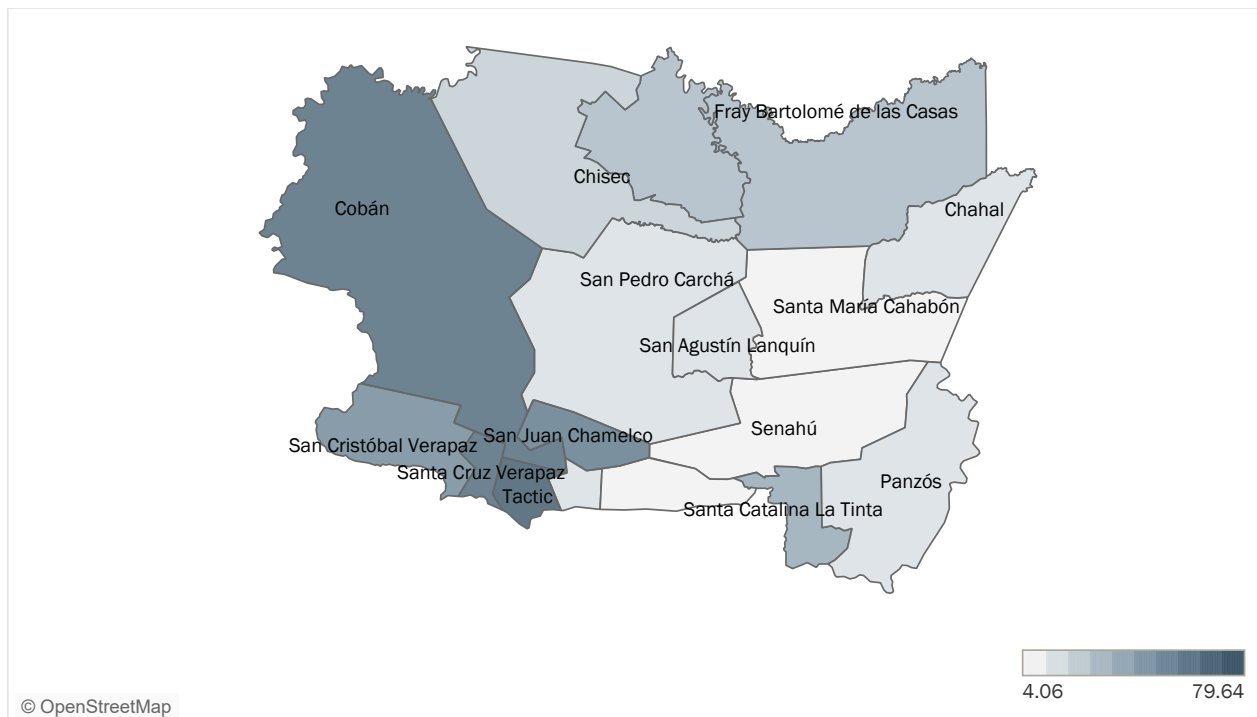 Fray Bartolomé de las Casas
Chisec
Cobán
Chahal
San Pedro Carchá
Santa María Cahabón
San Agustín Lanquín
Senahú
San Juan Chamelco
San Cristóbal Verapaz
Santa Cruz Verapaz
Tactic
Panzós
Santa Catalina La Tinta
4.06
79.64
© OpenStreetMap